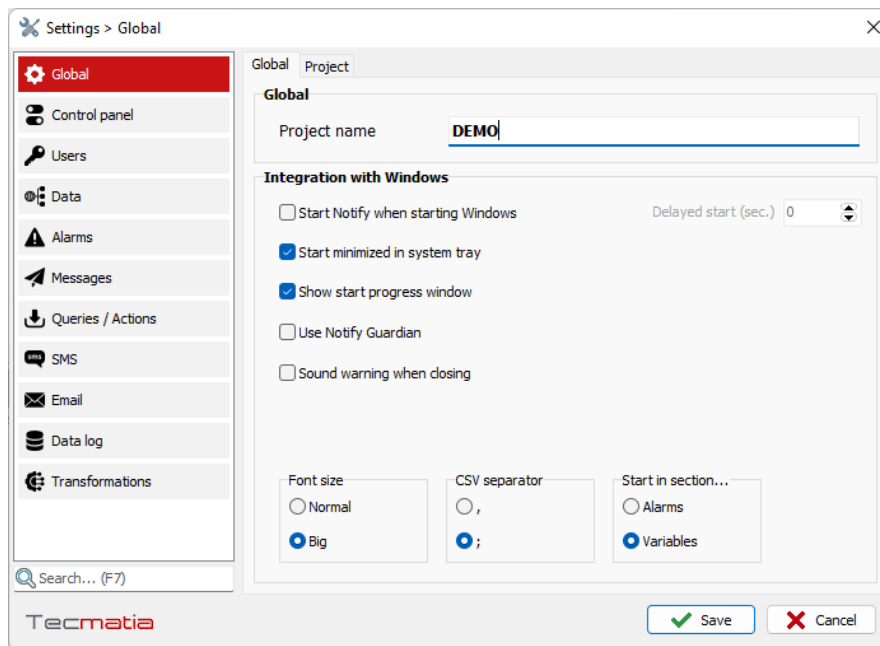 Settings > Global
Global
Control panel
Users
Data
Alarms
Messages
Queries / Actions
sms SMS
Email
Data log
Transformations
Search... (F7)
Tecmatia
Global Project
Global
Project name DEMO
Integration with Windows
Start Notify when starting Windows Delayed start (sec.) 0
Start minimized in system tray
Show start progress window
Use Notify Guardian
Sound warning when closing
Font size CSV separator Start in section...
Normal , Alarms
Big ; Variables
Save Cancel